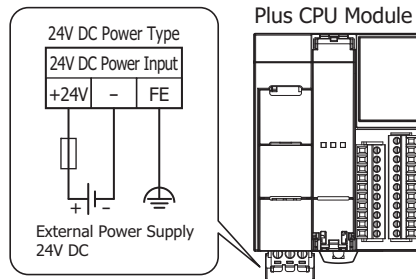 Plus CPU Module
24V DC Power Type
24V DC Power Input
+24V – FE
+ -
External Power Supply
24V DC